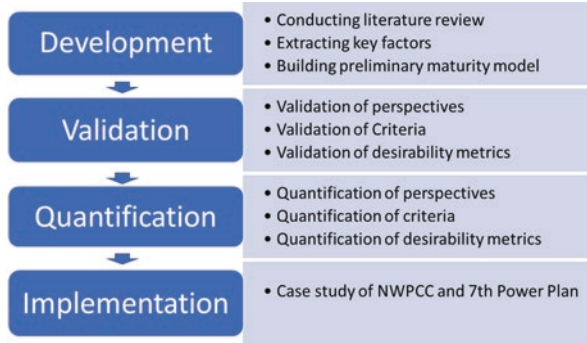 Development
• Conducting literature review
• Extracting key factors
• Building preliminary maturity model
Validation
• Validation of perspectives
• Validation of Criteria
• Validation of desirability metrics
Quantification
• Quantification of perspectives
• Quantification of criteria
• Quantification of desirability metrics
Implementation
• Case study of NWPCC and 7th Power Plan